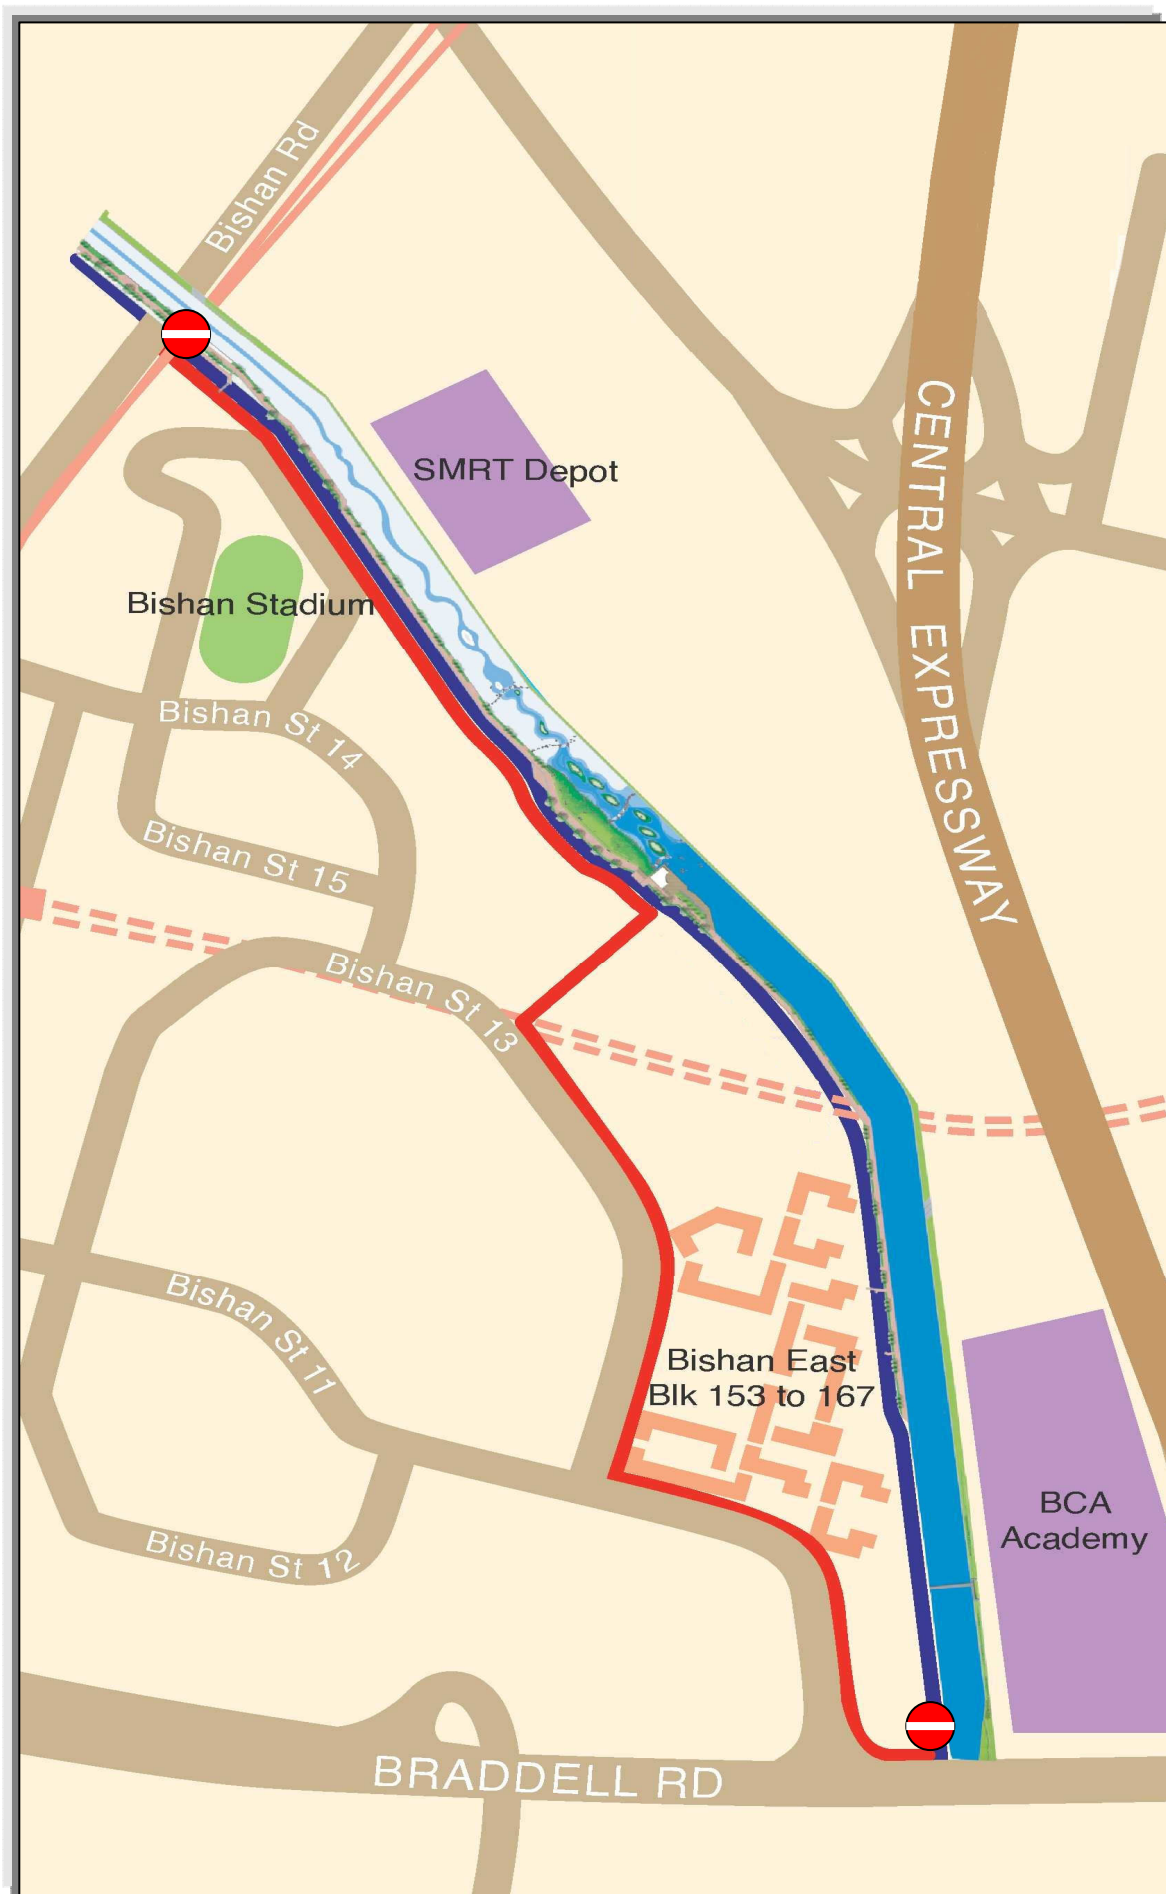 Bishan Rd
SMRT Depot
CENTRAL EXPRESSWAY
Bishan Stadium
Bishan St 14
Bishan St 15
Bishan St 13
Bishan St 11
Bishan East
Blk 153 to 167
BCA
Academy
Bishan St 12
BRADDELL RD